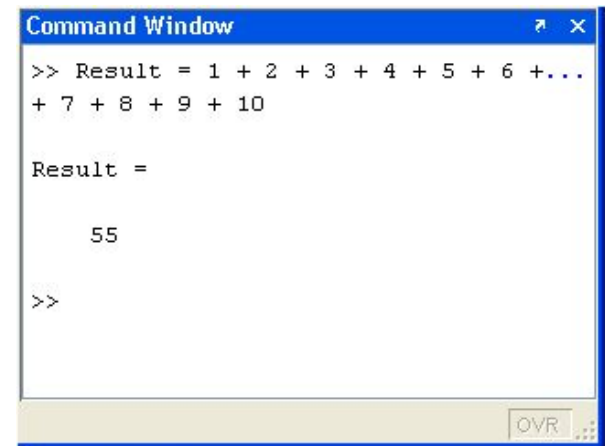 Command Window
>> Result = 1 + 2 + 3 + 4 + 5 + 6 +...
+ 7 + 8 + 9 + 10
Result =
55
>>
OVR